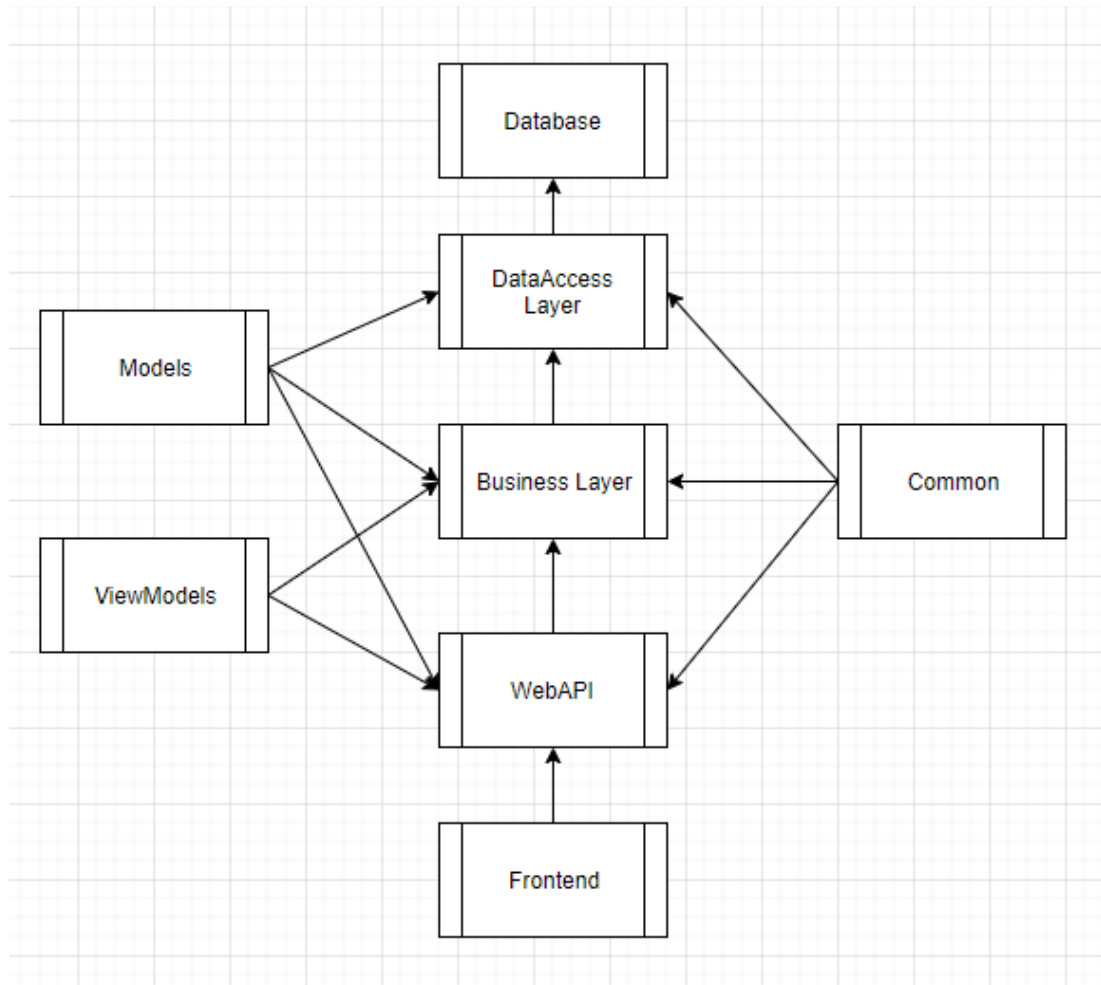 Database
DataAccess
Layer
Models
Business Layer
Common
ViewModels
WebAPI
Frontend